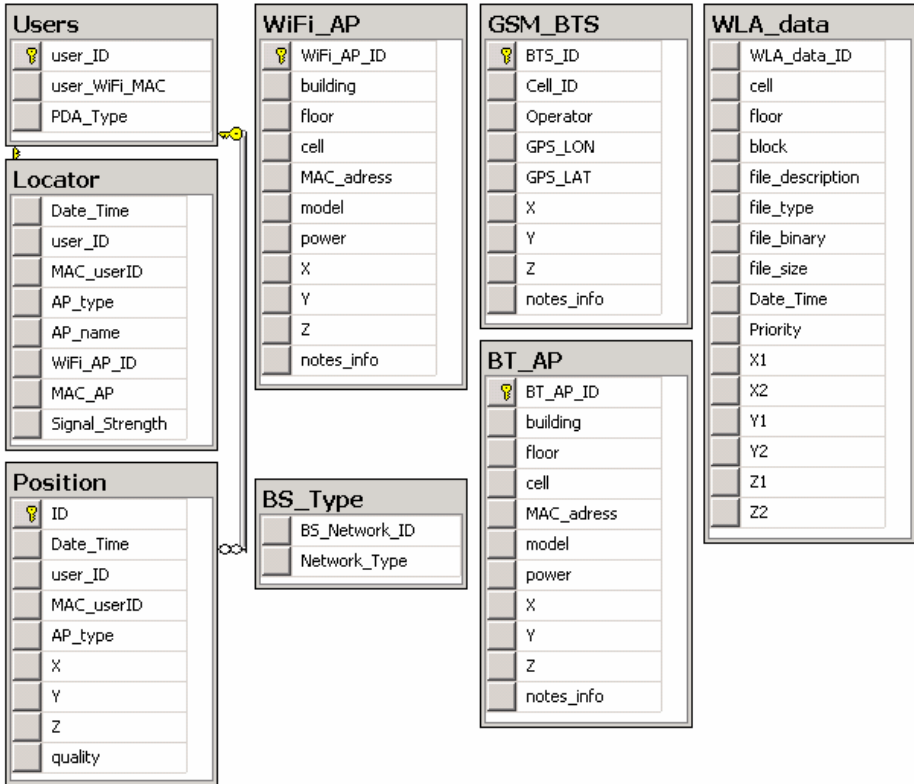 Users
user_ID
user_WiFi_MAC
PDA_Type
Locator
Date_Time
user_ID
MAC_userID
AP_type
AP_name
WiFi_AP_ID
MAC_AP
Signal_Strength
Position
ID
Date_Time
user_ID
MAC_userID
AP_type
X
Y
Z
quality
WiFi_AP
WiFi_AP_ID
building
floor
cell
MAC_adress
model
power
X
Y
Z
notes_info
BS_Type
BS_Network_ID
Network_Type
GSM_BTS
BTS_ID
Cell_ID
Operator
GPS_LON
GPS_LAT
X
Y
Z
notes_info
BT_AP
BT_AP_ID
building
floor
cell
MAC_adress
model
power
X
Y
Z
notes_info
WLA_data
WLA_data_ID
cell
floor
block
file_description
file_type
file_binary
file_size
Date_Time
Priority
X1
X2
Y1
Y2
Z1
Z2